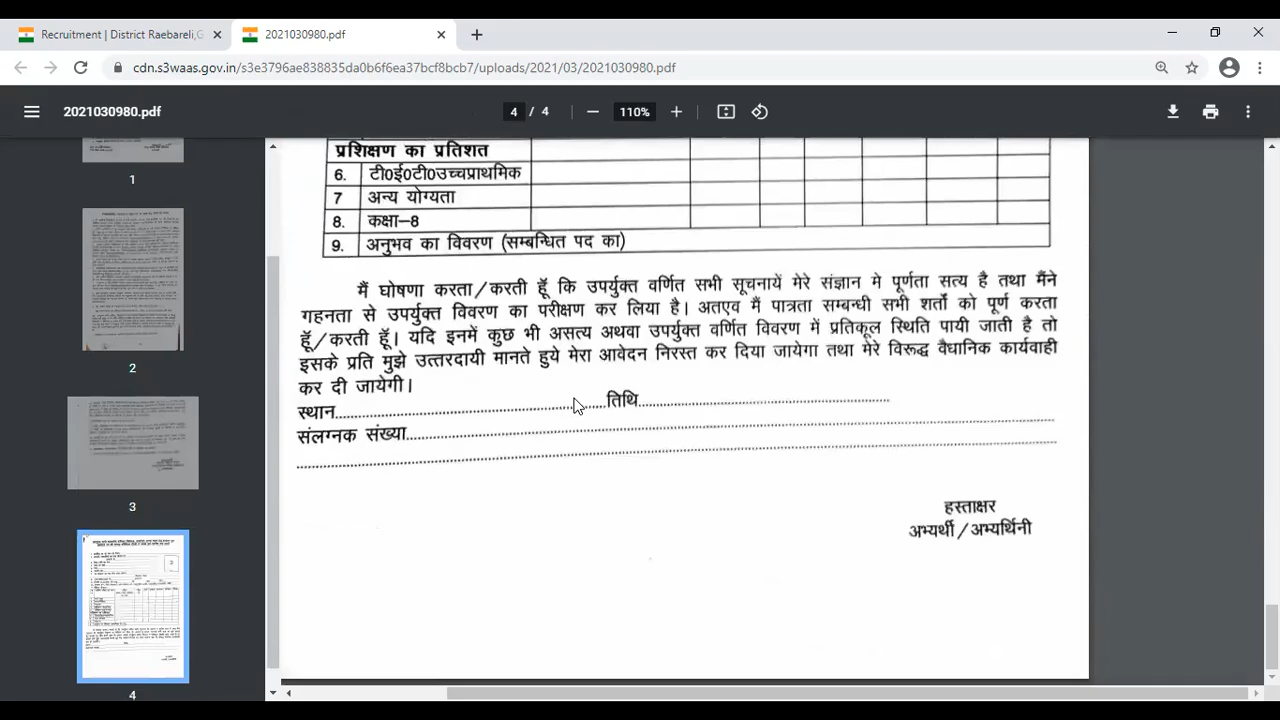 Recruitment | District Raebareli,G
2021030980.pdf
cdn.s3waas.gov.in/s3e3796ae838835da0b6f6ea37bcf8bcb7/uploads/2021/03/2021030980.pdf
2021030980.pdf
4 / 4
110%
1
2
3
4
प्रशिक्षण का प्रतिशत
6. टी0ई0टी0उच्चप्राथमिक
7 अन्य योग्यता
8. कक्षा–8
9. अनुभव का विवरण (सम्बन्धित पद का)
मैं घोषणा करता/करती हूँ कि उपर्युक्त वर्णित सभी सूचनायें मेरे संज्ञान मे पूर्णता सत्य है तथा मैंने
गहनता से उपर्युक्त विवरण का परीक्षण कर लिया है। अतएव मैं पात्रता सम्बन्धी सभी शर्तों को पूर्ण करता
हूँ/करती हूँ। यदि इनमें कुछ भी असत्य अथवा उपर्युक्त वर्णित विवरण में प्रतिकूल स्थिति पायी जाती है तो
इसके प्रति मुझे उत्तरदायी मानते हुये मेरा आवेदन निरस्त कर दिया जायेगा तथा मेरे विरूद्ध वैधानिक कार्यवाही
कर दी जायेगी।
स्थान.......................................................तिथि..................................................
संलग्नक संख्या...............................................................................................
........................................................................................................................
हस्ताक्षर
अभ्यर्थी/अभ्यर्थिनी